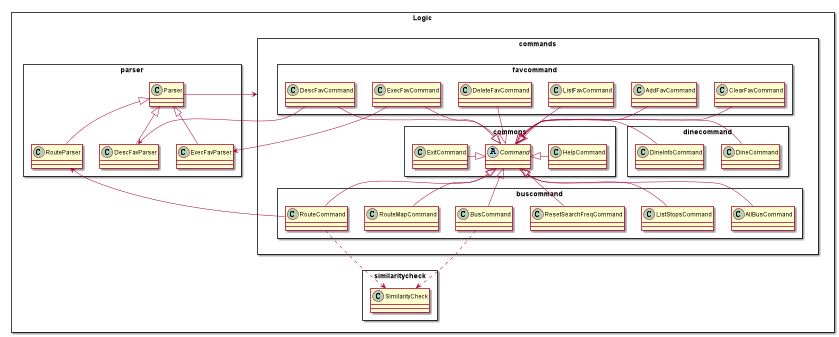 Logic
commands
parser
favcommand
C Parser
C DescFavCommand
C ExecFavCommand
C DeleteFavCommand
C ListFavCommand
C AddFavCommand
C ClearFavCommand
commons
dinecommand
C RouteParser
C DescFavParser
C ExecFavParser
C ExitCommand
A Command
C HelpCommand
C DineInfoCommand
C DineCommand
buscommand
C RouteCommand
C RouteMapCommand
C BusCommand
C ResetSearchFreqCommand
C ListStopsCommand
C AllBusCommand
similaritycheck
C SimilarityCheck